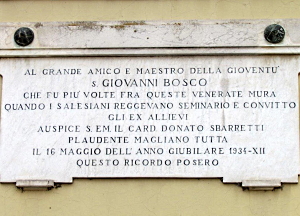 AL GRANDE AMICO E MAESTRO DELLA GIOVENTU'
S. GIOVANNI BOSCO
CHE FU PIÙ VOLTE FRA QUESTE VENERATE MURA
QUANDO I SALESIANI REGGEVANO SEMINARIO E CONVITTO
GLI EX ALLIEVI
AUSPICE S. EM. IL CARD. DONATO SBARRETTI
PLAUDENTE MAGLIANO TUTTA
IL 16 MAGGIO DELL'ANNO GIUBILARE 1934-XII
QUESTO RICORDO POSERO